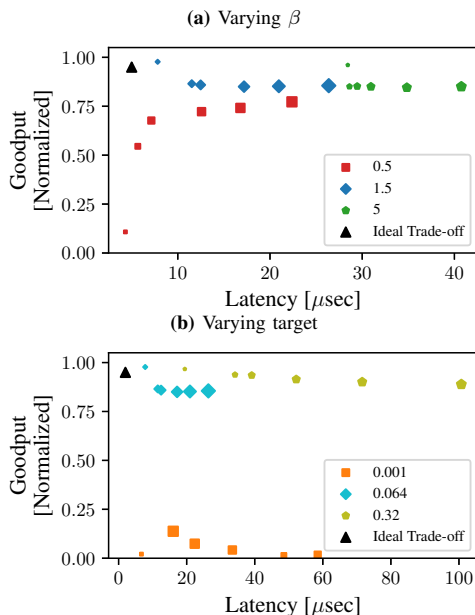 (a) Varying β
Goodput
[Normalized]
1.00
0.75
0.50
0.25
0.00
0.5
1.5
5
Ideal Trade-off
10 20 30 40
Latency [μsec]
(b) Varying target
Goodput
[Normalized]
1.00
0.75
0.50
0.25
0.00
0.001
0.064
0.32
Ideal Trade-off
0 20 40 60 80 100
Latency [μsec]